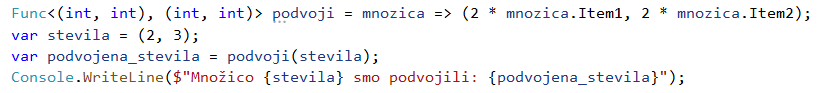 Func<(int, int), (int, int)> podvoji = mnozica => (2 * mnozica.Item1, 2 * mnozica.Item2);
var stevila = (2, 3);
var podvojena_stevila = podvoji(stevila);
Console.WriteLine($"Množico {stevila} smo podvojili: {podvojena_stevila}");